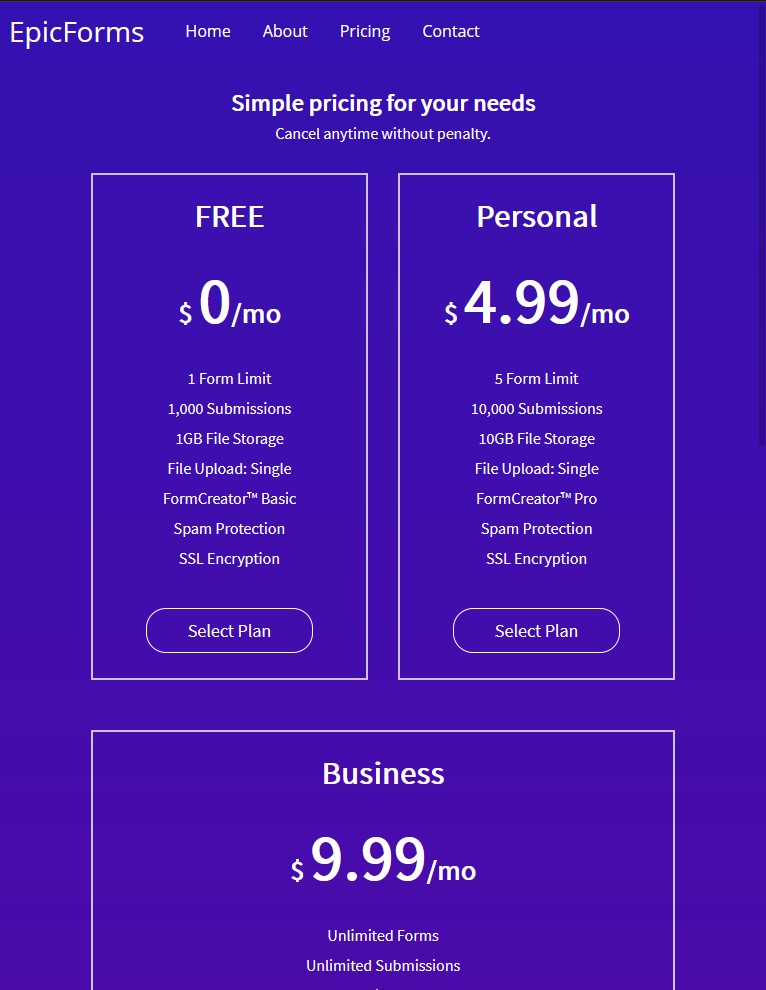 EpicForms Home About Pricing Contact
Simple pricing for your needs
Cancel anytime without penalty.
FREE
$ 0/mo
1 Form Limit
1,000 Submissions
1GB File Storage
File Upload: Single
FormCreator™ Basic
Spam Protection
SSL Encryption
Select Plan
Personal
$ 4.99/mo
5 Form Limit
10,000 Submissions
10GB File Storage
File Upload: Single
FormCreator™ Pro
Spam Protection
SSL Encryption
Select Plan
Business
$ 9.99/mo
Unlimited Forms
Unlimited Submissions